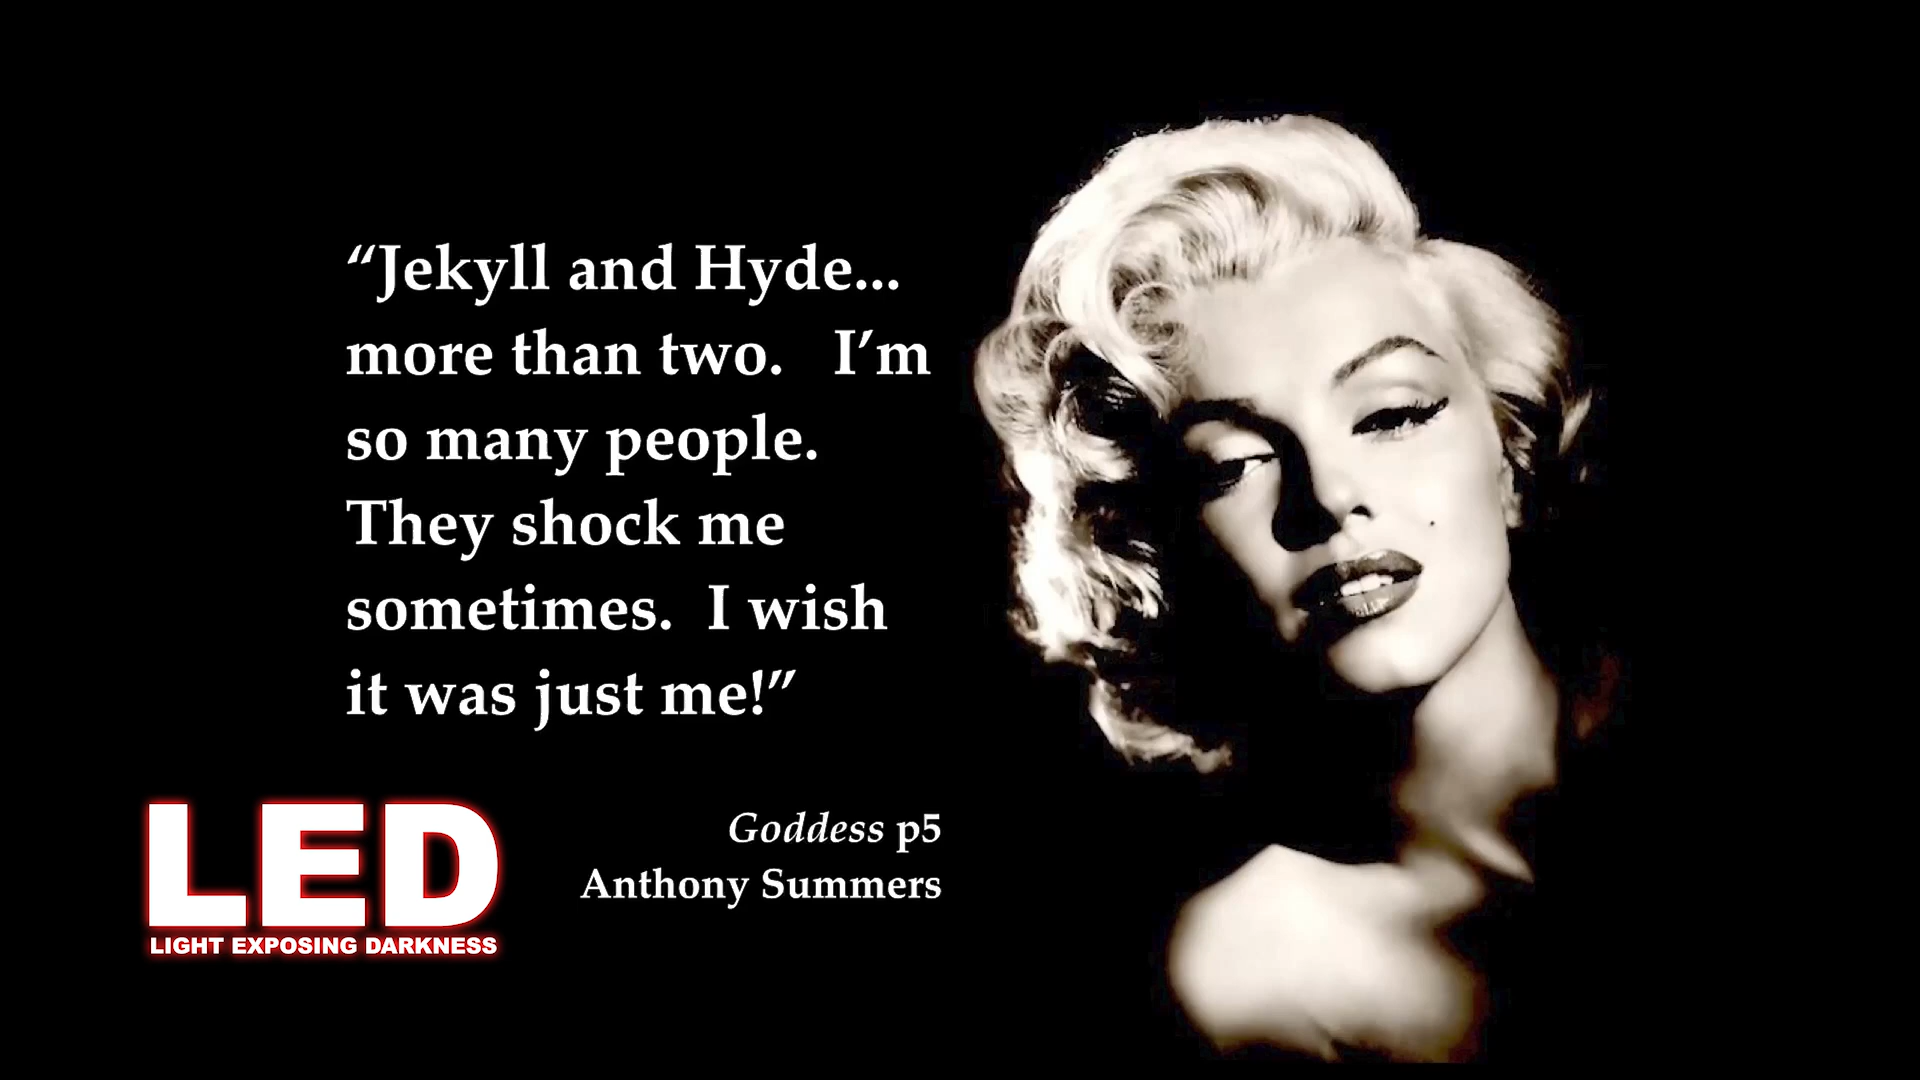 “Jekyll and Hyde...
more than two.   I’m
so many people.
They shock me
sometimes.  I wish
it was just me!”
Goddess p5
Anthony Summers
LED
LIGHT EXPOSING DARKNESS